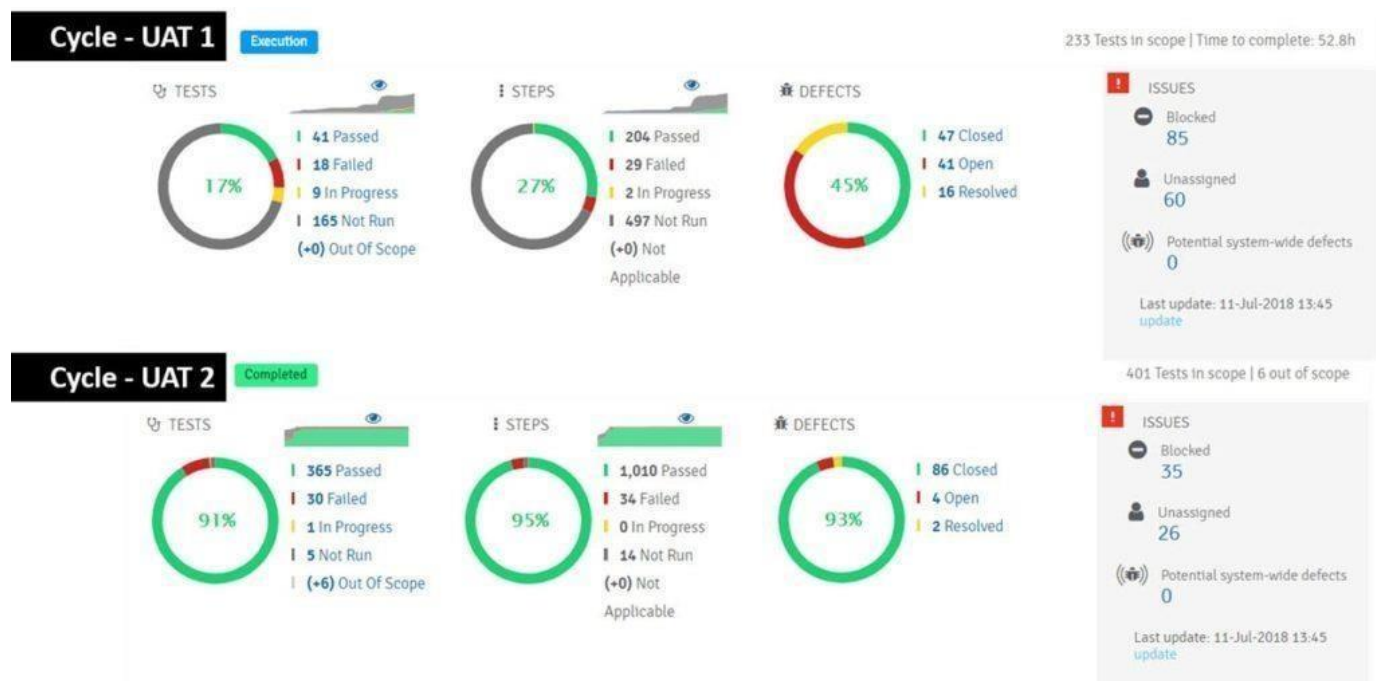 Cycle - UAT 1
Execution
233 Tests in scope | Time to complete: 52.8h
TESTS
17%
41 Passed
18 Failed
9 In Progress
165 Not Run
(+0) Out Of Scope
STEPS
27%
204 Passed
29 Failed
2 In Progress
497 Not Run
(+0) Not
Applicable
DEFECTS
45%
47 Closed
41 Open
16 Resolved
ISSUES
Blocked
85
Unassigned
60
Potential system-wide defects
0
Last update: 11-Jul-2018 13:45
update
Cycle - UAT 2
Completed
401 Tests in scope | 6 out of scope
TESTS
91%
365 Passed
30 Failed
1 In Progress
5 Not Run
(+6) Out Of Scope
STEPS
95%
1,010 Passed
34 Failed
0 In Progress
14 Not Run
(+0) Not
Applicable
DEFECTS
93%
86 Closed
4 Open
2 Resolved
ISSUES
Blocked
35
Unassigned
26
Potential system-wide defects
0
Last update: 11-Jul-2018 13:45
update